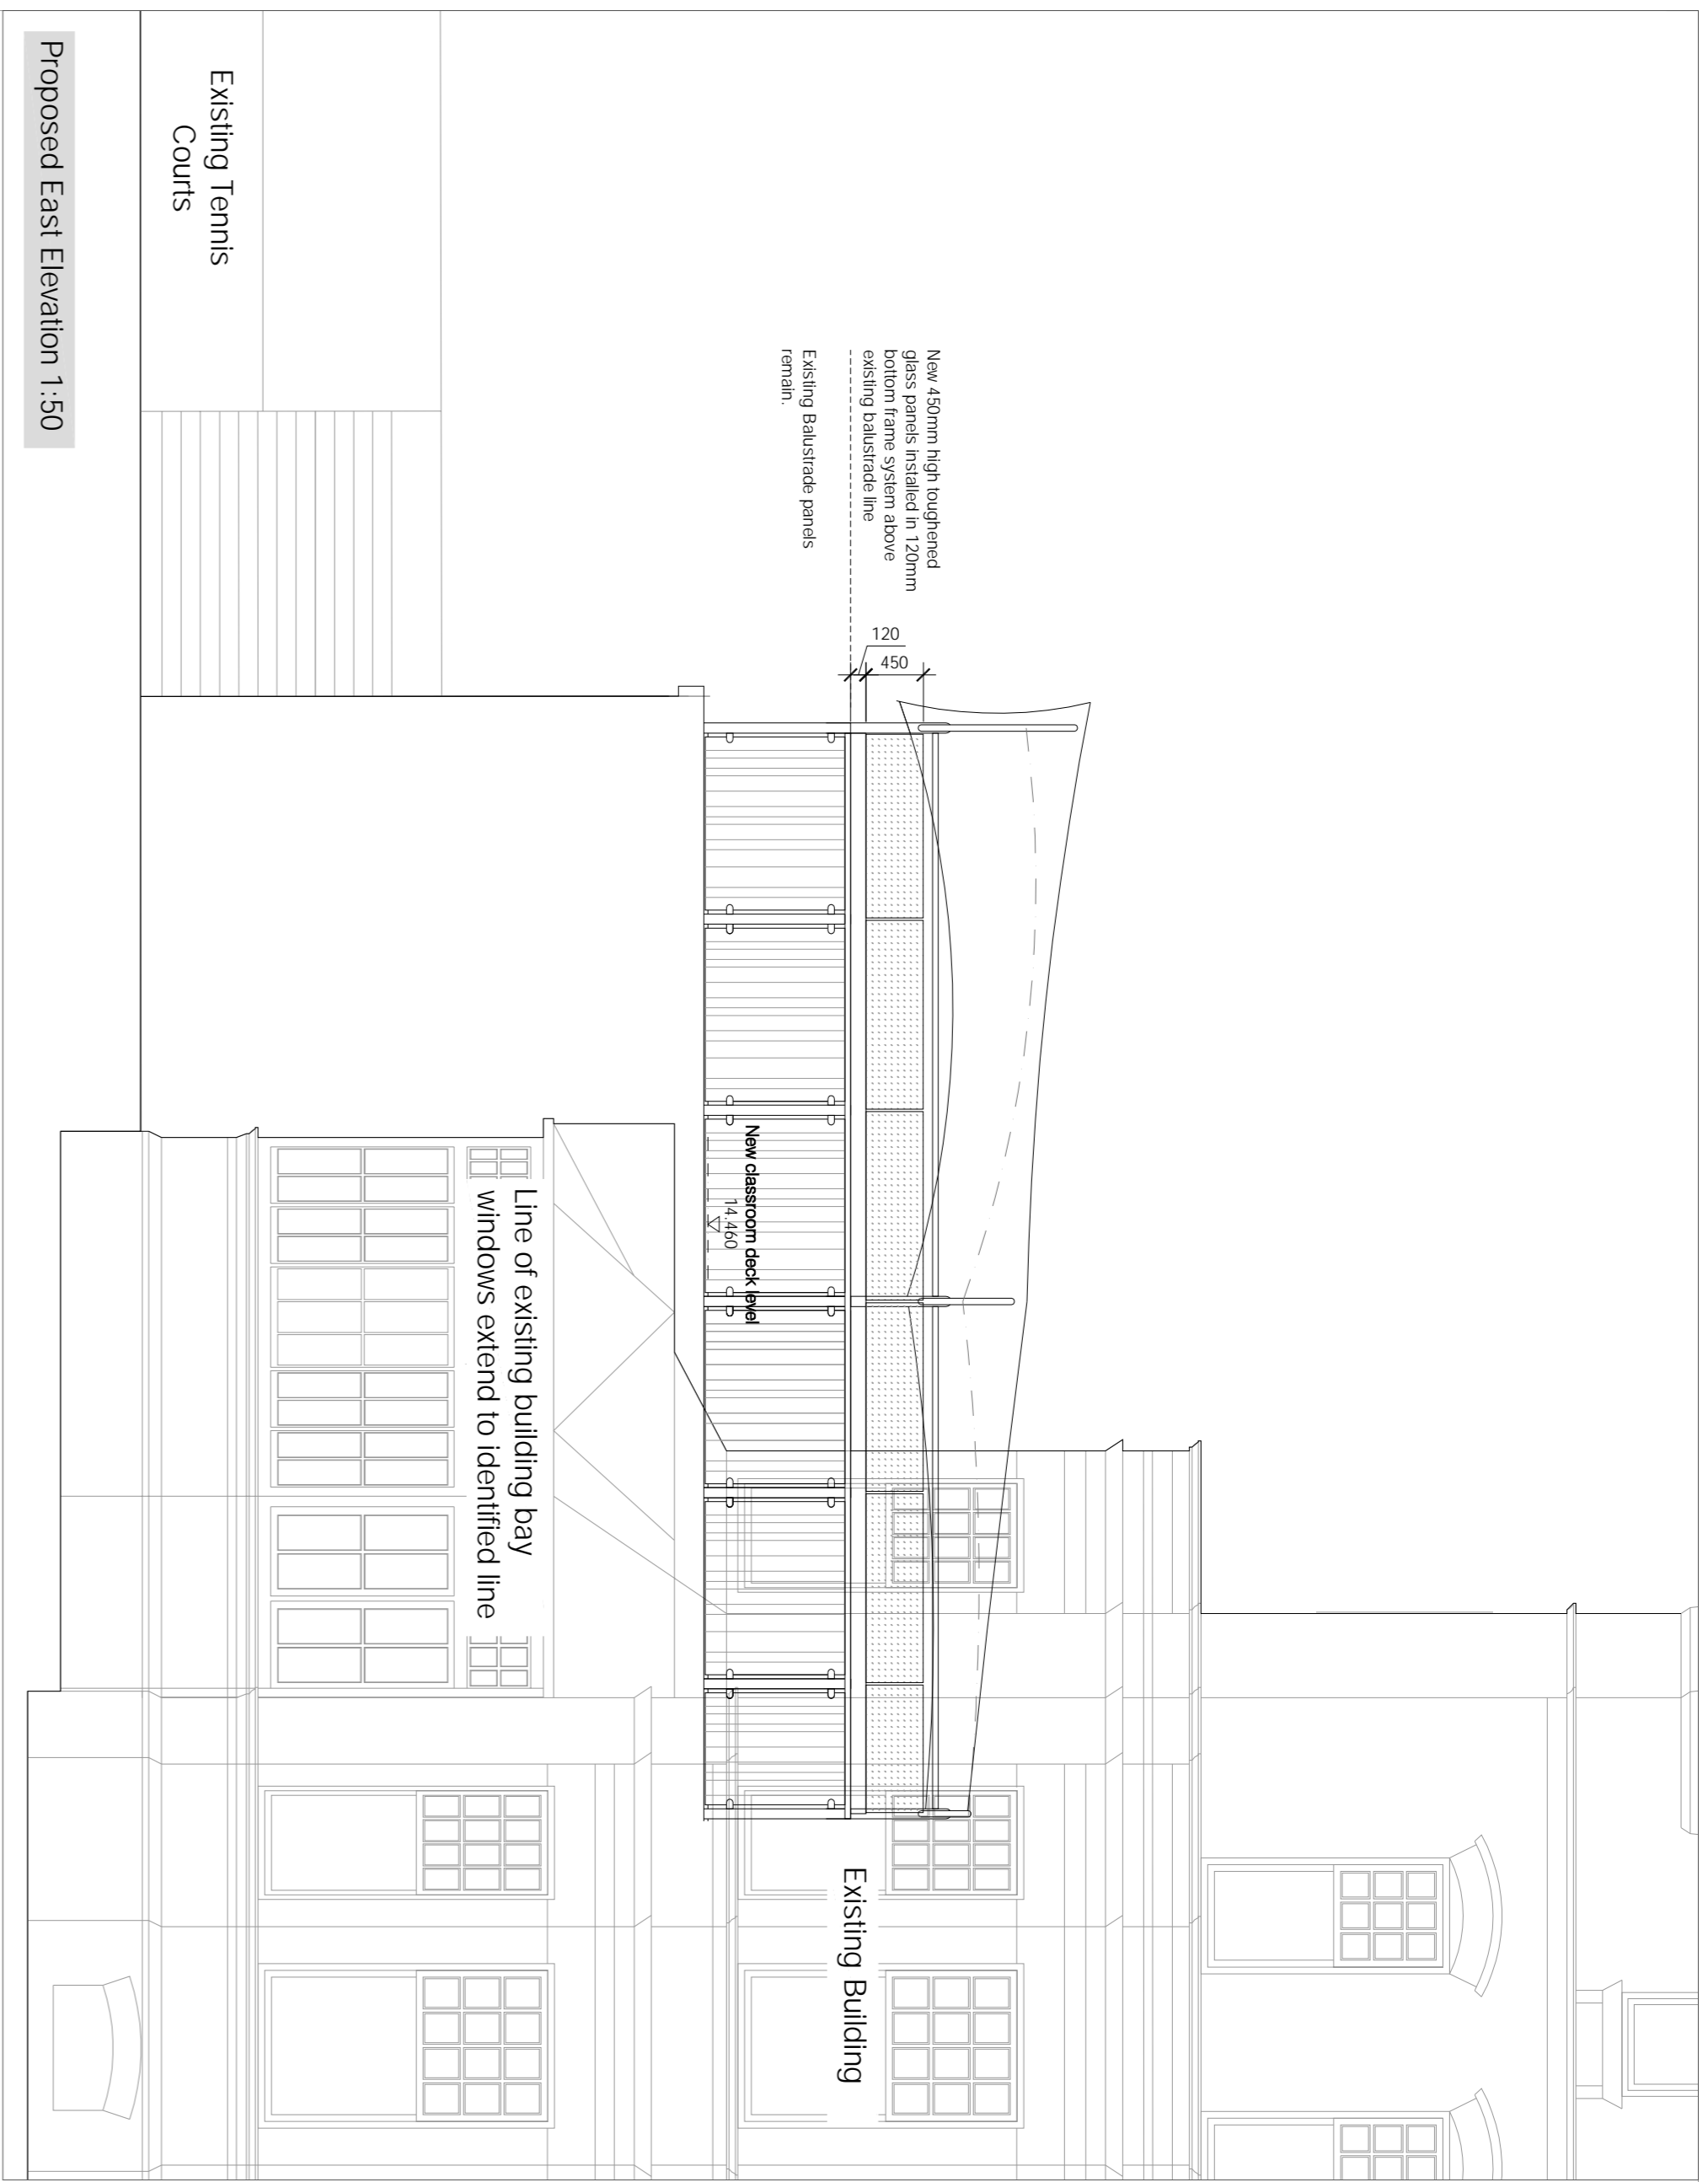 New 450mm high toughened
glass panels installed in 120mm
bottom frame system above
existing balustrade line
Existing Balustrade panels
remain.
120
450
New classroom deck level
14.460
Existing Building
Line of existing building bay
windows extend to identified line
Existing Tennis
Courts
Proposed East Elevation 1:50